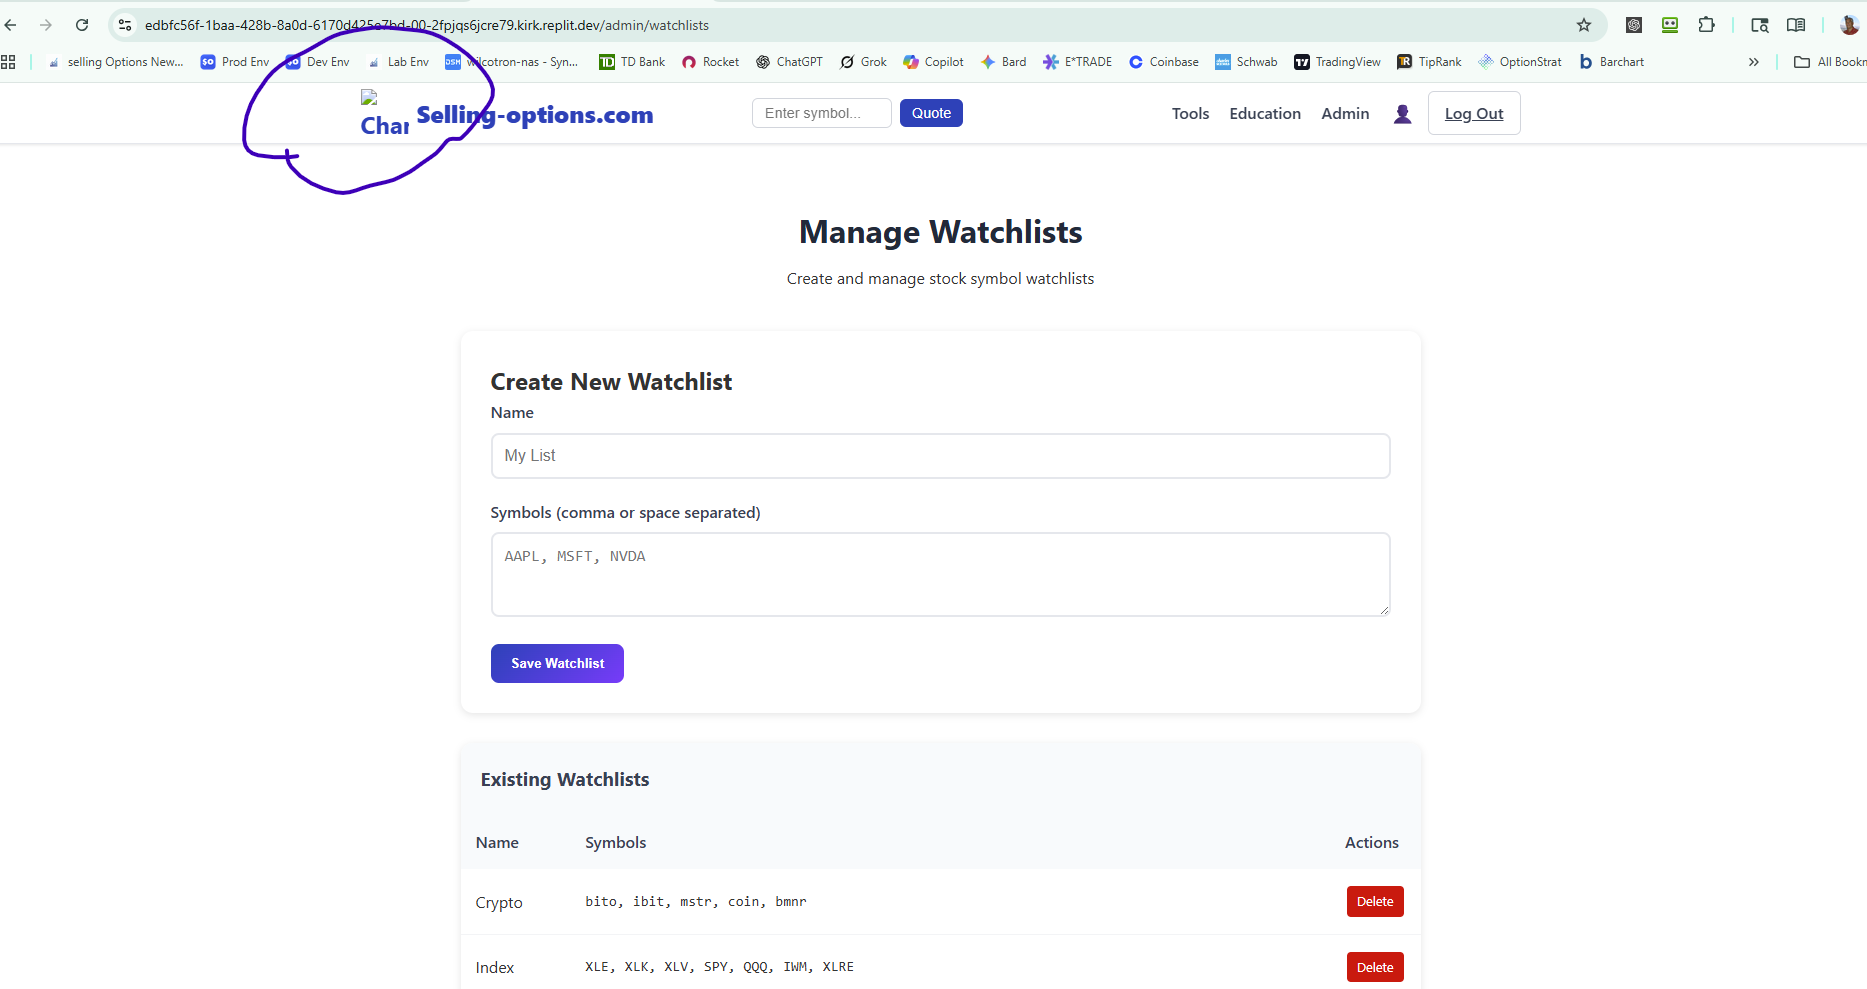 edbfc56f-1baa-428b-8a0d-6170d425e7bd-00-2fpjqs6jcre79.kirk.replit.dev/admin/watchlists
selling Options New... Prod Env Dev Env Lab Env wilcotron-nas - Syn... TD Bank Rocket ChatGPT Grok Copilot Bard E*TRADE Coinbase Schwab TradingView TipRank OptionStrat Barchart » All Bookm
Char Selling-options.com Enter symbol... Quote Tools Education Admin Log Out
Manage Watchlists
Create and manage stock symbol watchlists
Create New Watchlist
Name
My List
Symbols (comma or space separated)
AAPL, MSFT, NVDA
Save Watchlist
Existing Watchlists
Name Symbols Actions
Crypto bito, ibit, mstr, coin, bmnr Delete
Index XLE, XLK, XLV, SPY, QQQ, IWM, XLRE Delete